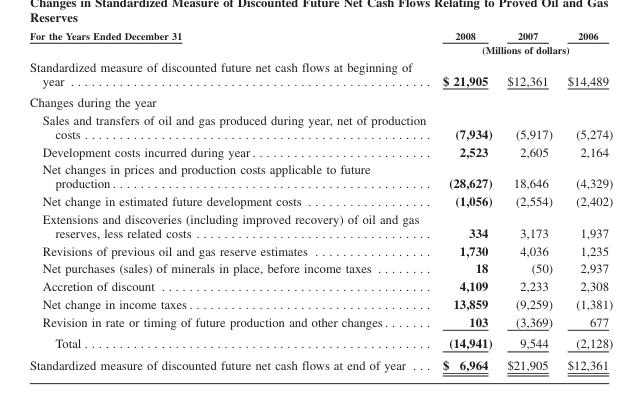 Changes in Standardized Measure of Discounted Future Net Cash Flows Relating to Proved Oil and Gas
Reserves
For the Years Ended December 31 2008 2007 2006
(Millions of dollars)
Standardized measure of discounted future net cash flows at beginning of
year . . . . . . . . . . . . . . . . . . . . . . . . . . . . . . . . . . . . . . . . . . . . . . . . . . . . $ 21,905 $12,361 $14,489
Changes during the year
Sales and transfers of oil and gas produced during year, net of production
costs . . . . . . . . . . . . . . . . . . . . . . . . . . . . . . . . . . . . . . . . . . . . . . . . . . (7,934) (5,917) (5,274)
Development costs incurred during year . . . . . . . . . . . . . . . . . . . . . . . . . . 2,523 2,605 2,164
Net changes in prices and production costs applicable to future
production . . . . . . . . . . . . . . . . . . . . . . . . . . . . . . . . . . . . . . . . . . . . . . (28,627) 18,646 (4,329)
Net change in estimated future development costs . . . . . . . . . . . . . . . . . . (1,056) (2,554) (2,402)
Extensions and discoveries (including improved recovery) of oil and gas
reserves, less related costs . . . . . . . . . . . . . . . . . . . . . . . . . . . . . . . . . . 334 3,173 1,937
Revisions of previous oil and gas reserve estimates . . . . . . . . . . . . . . . . . 1,730 4,036 1,235
Net purchases (sales) of minerals in place, before income taxes . . . . . . . . 18 (50) 2,937
Accretion of discount . . . . . . . . . . . . . . . . . . . . . . . . . . . . . . . . . . . . . . . . 4,109 2,233 2,308
Net change in income taxes . . . . . . . . . . . . . . . . . . . . . . . . . . . . . . . . . . . 13,859 (9,259) (1,381)
Revision in rate or timing of future production and other changes . . . . . . . 103 (3,369) 677
Total . . . . . . . . . . . . . . . . . . . . . . . . . . . . . . . . . . . . . . . . . . . . . . . . . . (14,941) 9,544 (2,128)
Standardized measure of discounted future net cash flows at end of year . . . $ 6,964 $21,905 $12,361